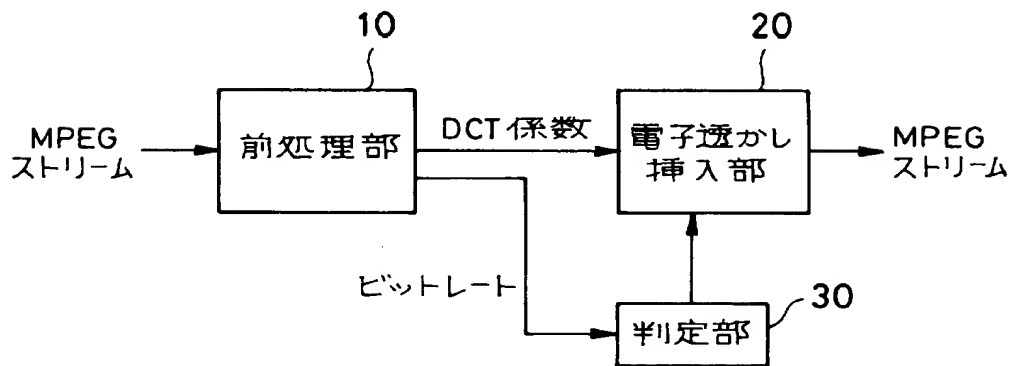 10
20
MPEG
ストリーム
前処理部
DCT係数
電子透かし
挿入部
MPEG
ストリーム
ビットレート
30
判定部